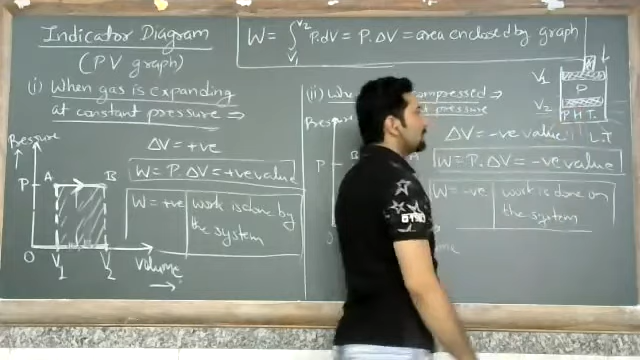 Indicator Diagram
(PV graph)
W = ∫ V₁ V₂ P.dV = P.ΔV = area enclosed by graph
(i) When gas is expanding
at constant pressure ⇒
ΔV = +ve
W = P.ΔV = +ve value
W = +ve
work is done by
the system
Pressure
P
A
B
O
V₁
V₂
Volume
(ii)
compressed ⇒
pressure
ΔV = -ve value
W = P.ΔV = -ve value
W = -ve
work is done on
the system
P
V₁
V₂
P
P.H.T.
L.T